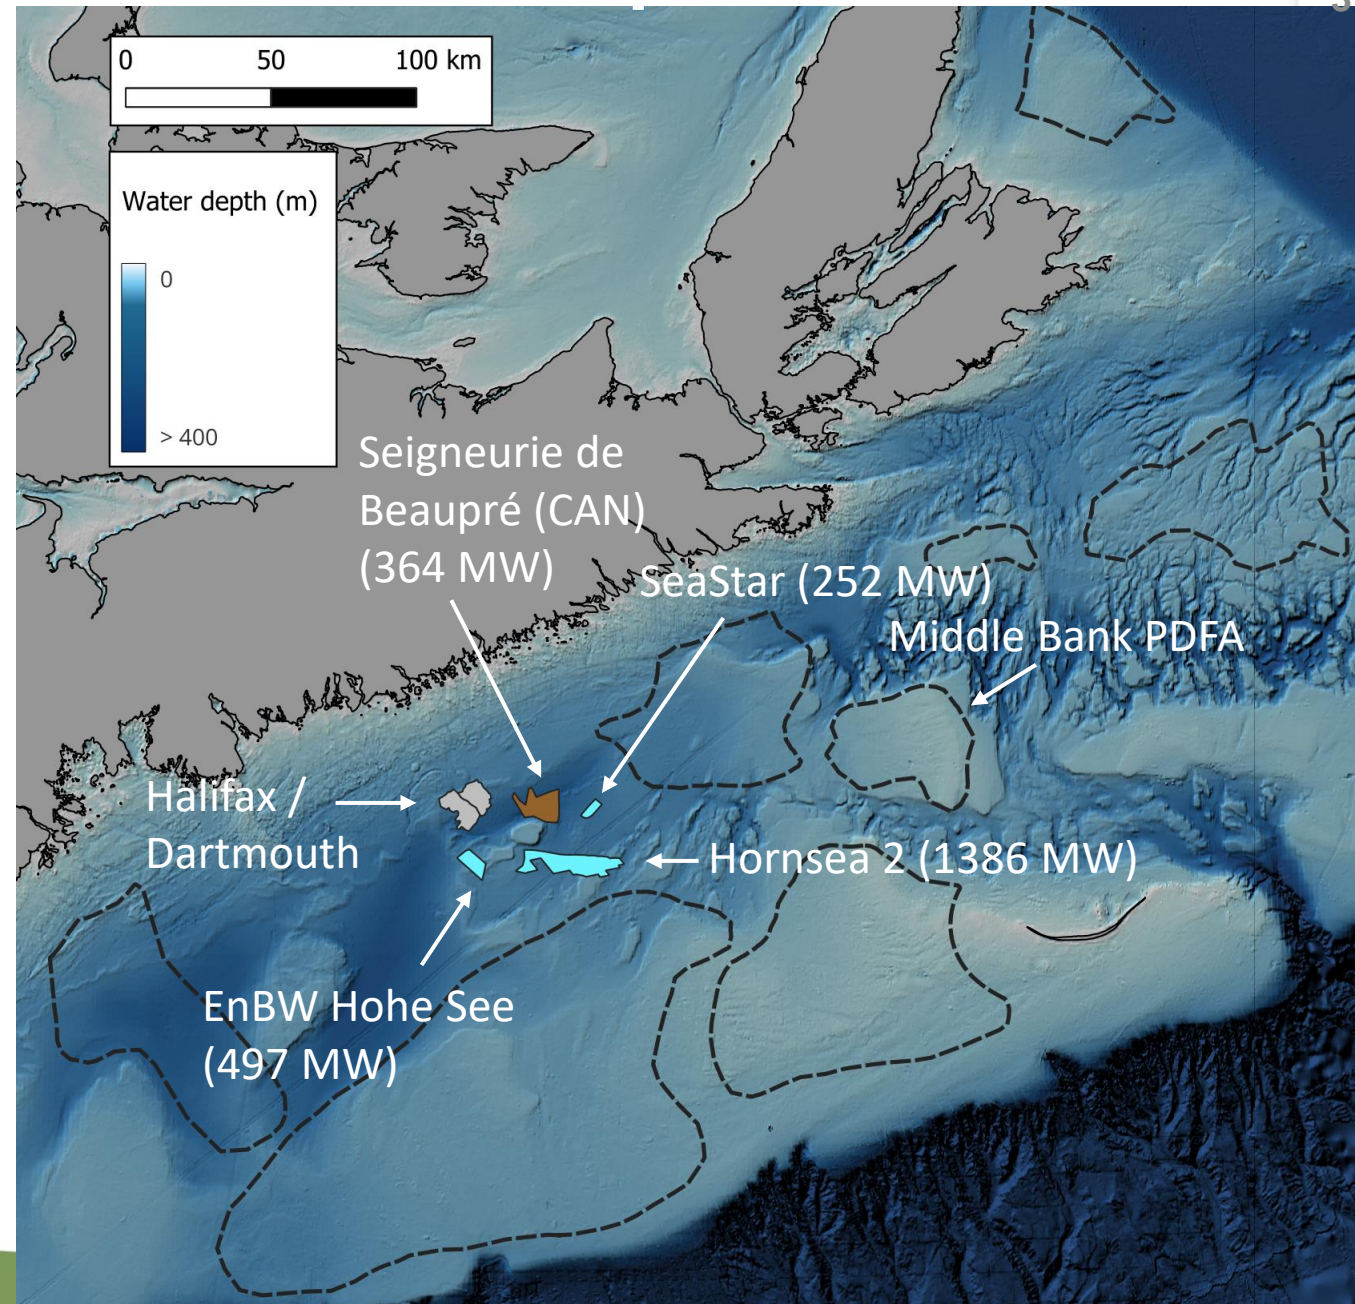 3
0 50 100 km
Water depth (m)
0
> 400
Seigneurie de
Beaupré (CAN)
(364 MW)
SeaStar (252 MW)
Middle Bank PDFA
Halifax /
Dartmouth
Hornsea 2 (1386 MW)
EnBW Hohe See
(497 MW)